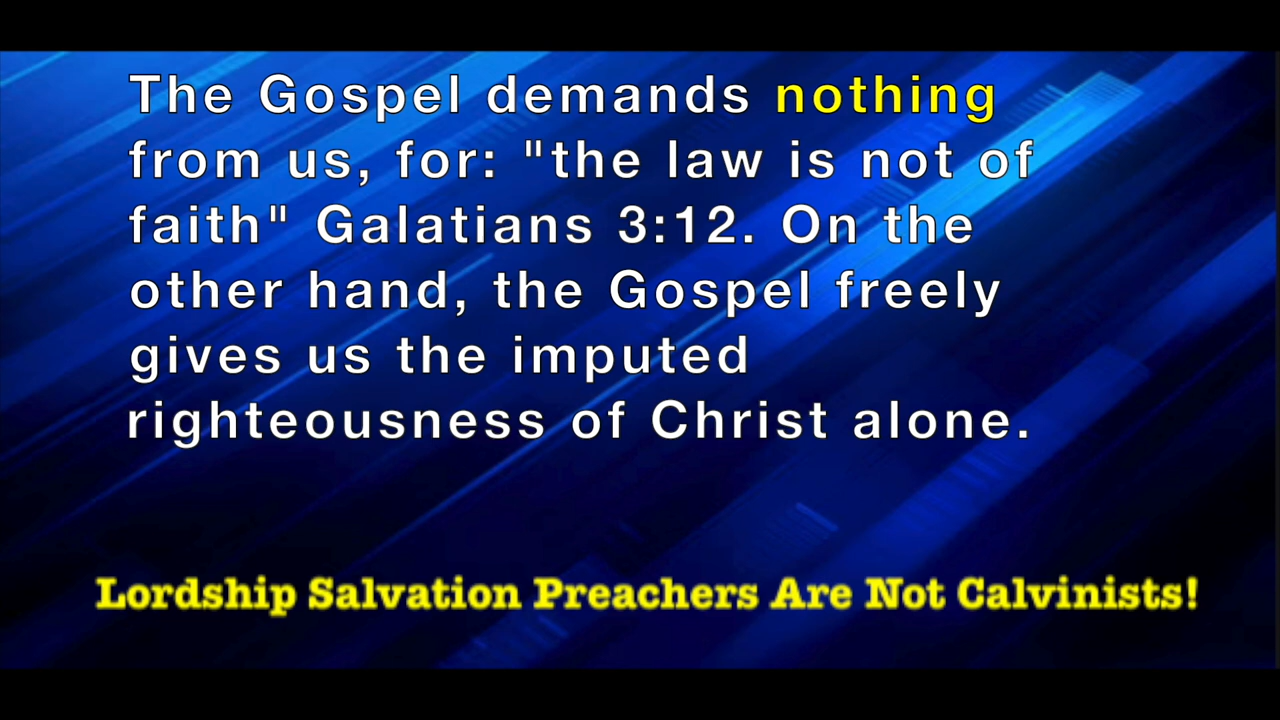 The Gospel demands nothing
from us, for: "the law is not of
faith" Galatians 3:12. On the
other hand, the Gospel freely
gives us the imputed
righteousness of Christ alone.
Lordship Salvation Preachers Are Not Calvinists!